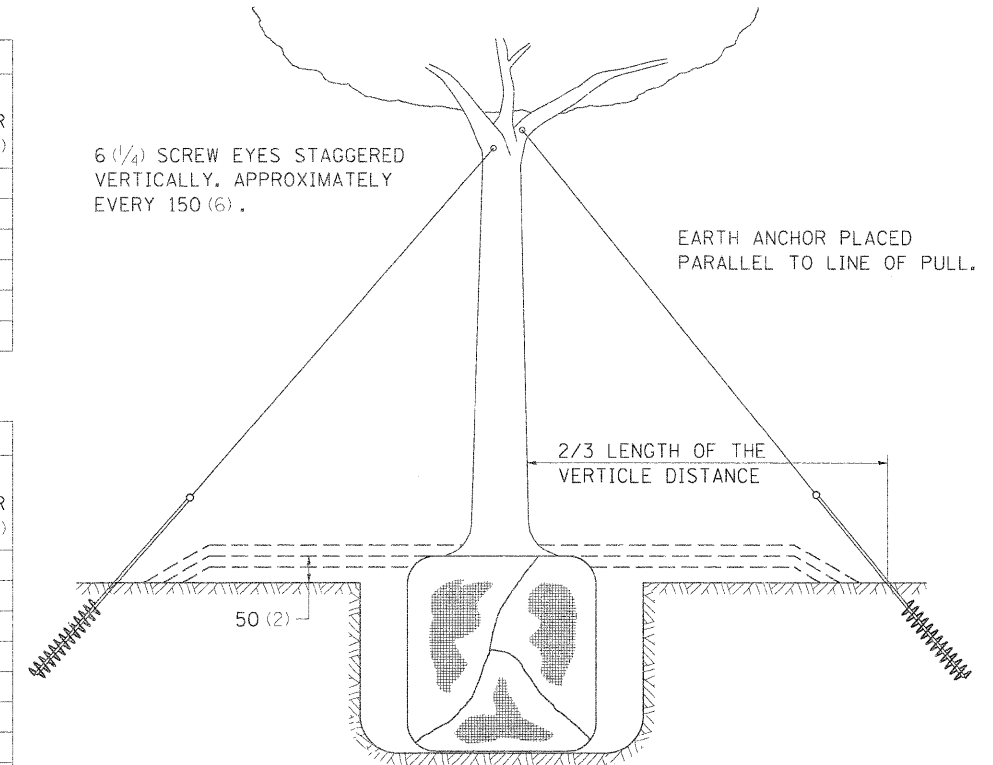 R
)
6 (1/4) SCREW EYES STAGGERED
VERTICALLY. APPROXIMATELY
EVERY 150 (6).
EARTH ANCHOR PLACED
PARALLEL TO LINE OF PULL.
2/3 LENGTH OF THE
VERTICLE DISTANCE
R
)
50 (2)